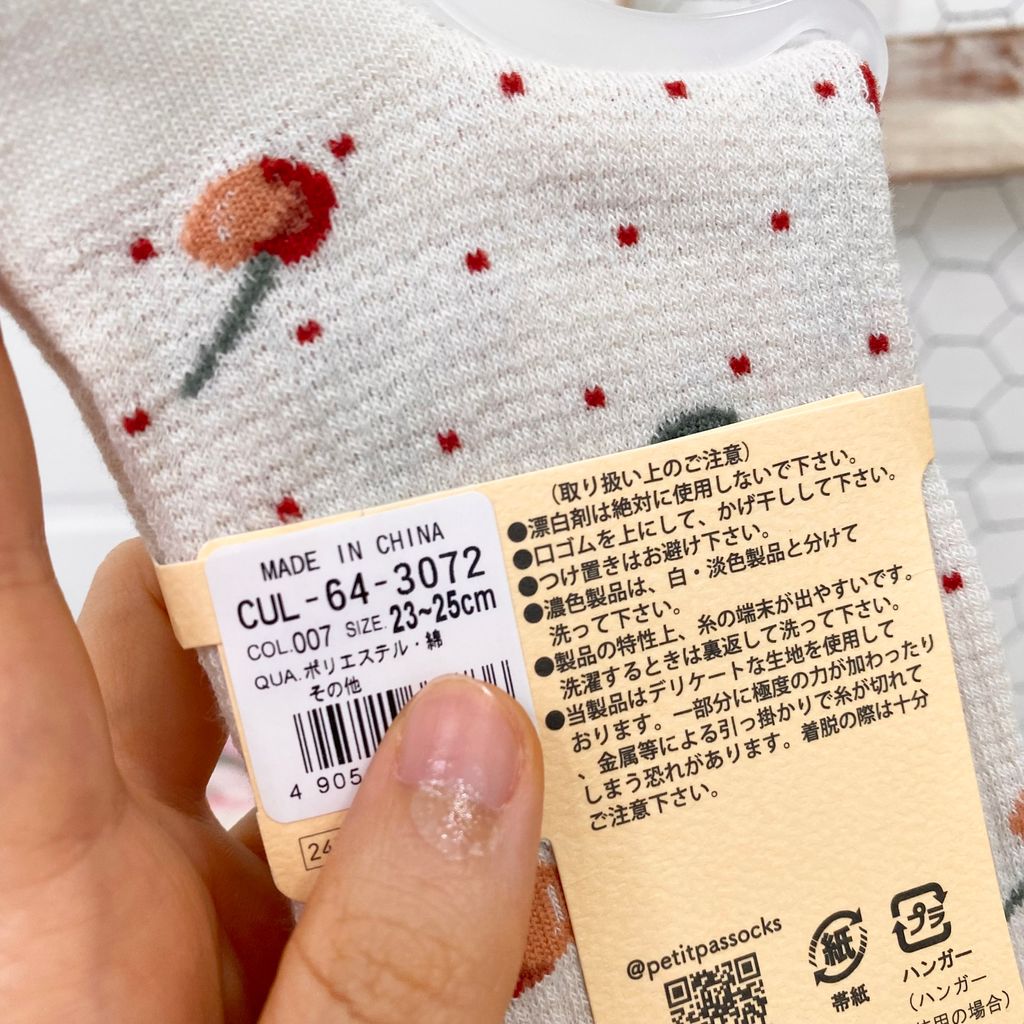 MADE IN CHINA
CUL-64-3072
COL.007 SIZE.23~25cm
QUA.ポリエステル・綿
その他
4 905
(取り扱い上のご注意)
●漂白剤は絶対に使用しないで下さい。
●口ゴムを上にして、かげ干しして下さい。
●つけ置きはお避け下さい。
●濃色製品は、白・淡色製品と分けて
洗って下さい。
●製品の特性上、糸の端末が出やすいです。
洗濯するときは裏返して洗って下さい。
●当製品はデリケートな生地を使用して
おります。一部分に極度の力が加わったり
、金属等による引っ掛かりで糸が切れて
しまう恐れがあります。着脱の際は十分
ご注意下さい。
@petitpassocks
紙
帯紙
プラ
ハンガー
(ハンガー
使用の場合)